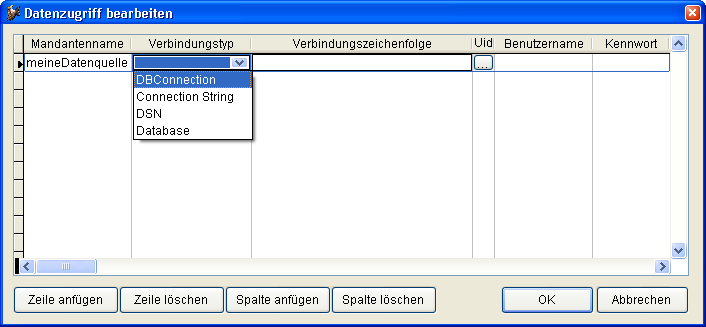 Datenzugriff bearbeiten
Mandantenname Verbindungstyp Verbindungszeichenfolge Uid Benutzername Kennwort
meineDatenquelle ...
DBConnection
Connection String
DSN
Database
Zeile anfügen Zeile löschen Spalte anfügen Spalte löschen OK Abbrechen